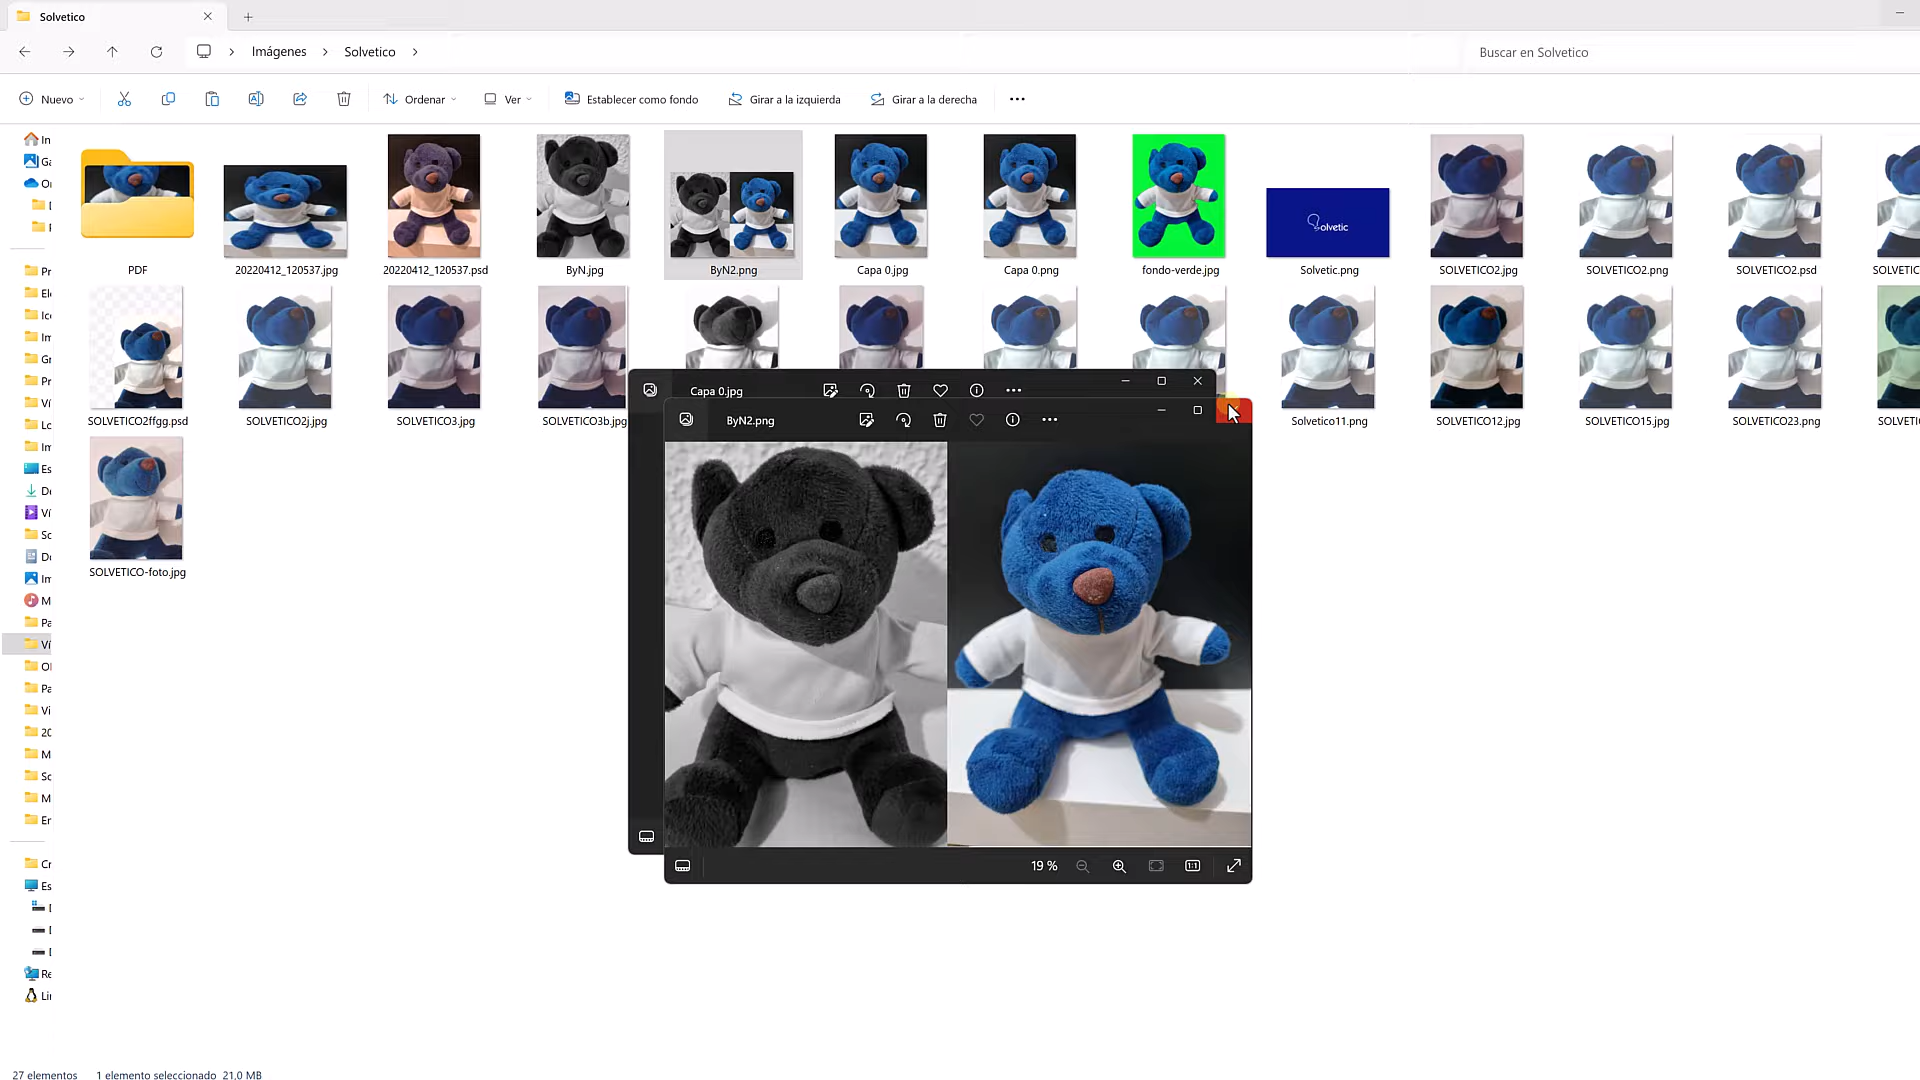 Solvetico
Imágenes
Solvetico
Buscar en Solvetico
Nuevo
Ordenar
Ver
Establecer como fondo
Girar a la izquierda
Girar a la derecha
PDF
20220412_120537.jpg
20220412_120537.psd
ByN.jpg
ByN2.png
Capa 0.jpg
Capa 0.png
fondo-verde.jpg
Solvetic
Solvetic.png
SOLVETICO2.jpg
SOLVETICO2.png
SOLVETICO2.psd
SOLVETICO2ffgg.psd
SOLVETICO2j.jpg
SOLVETICO3.jpg
SOLVETICO3b.jpg
Solvetico11.png
SOLVETICO12.jpg
SOLVETICO15.jpg
SOLVETICO23.png
SOLVETICO-foto.jpg
Capa 0.jpg
ByN2.png
19 %
27 elementos
1 elemento seleccionado 21,0 MB